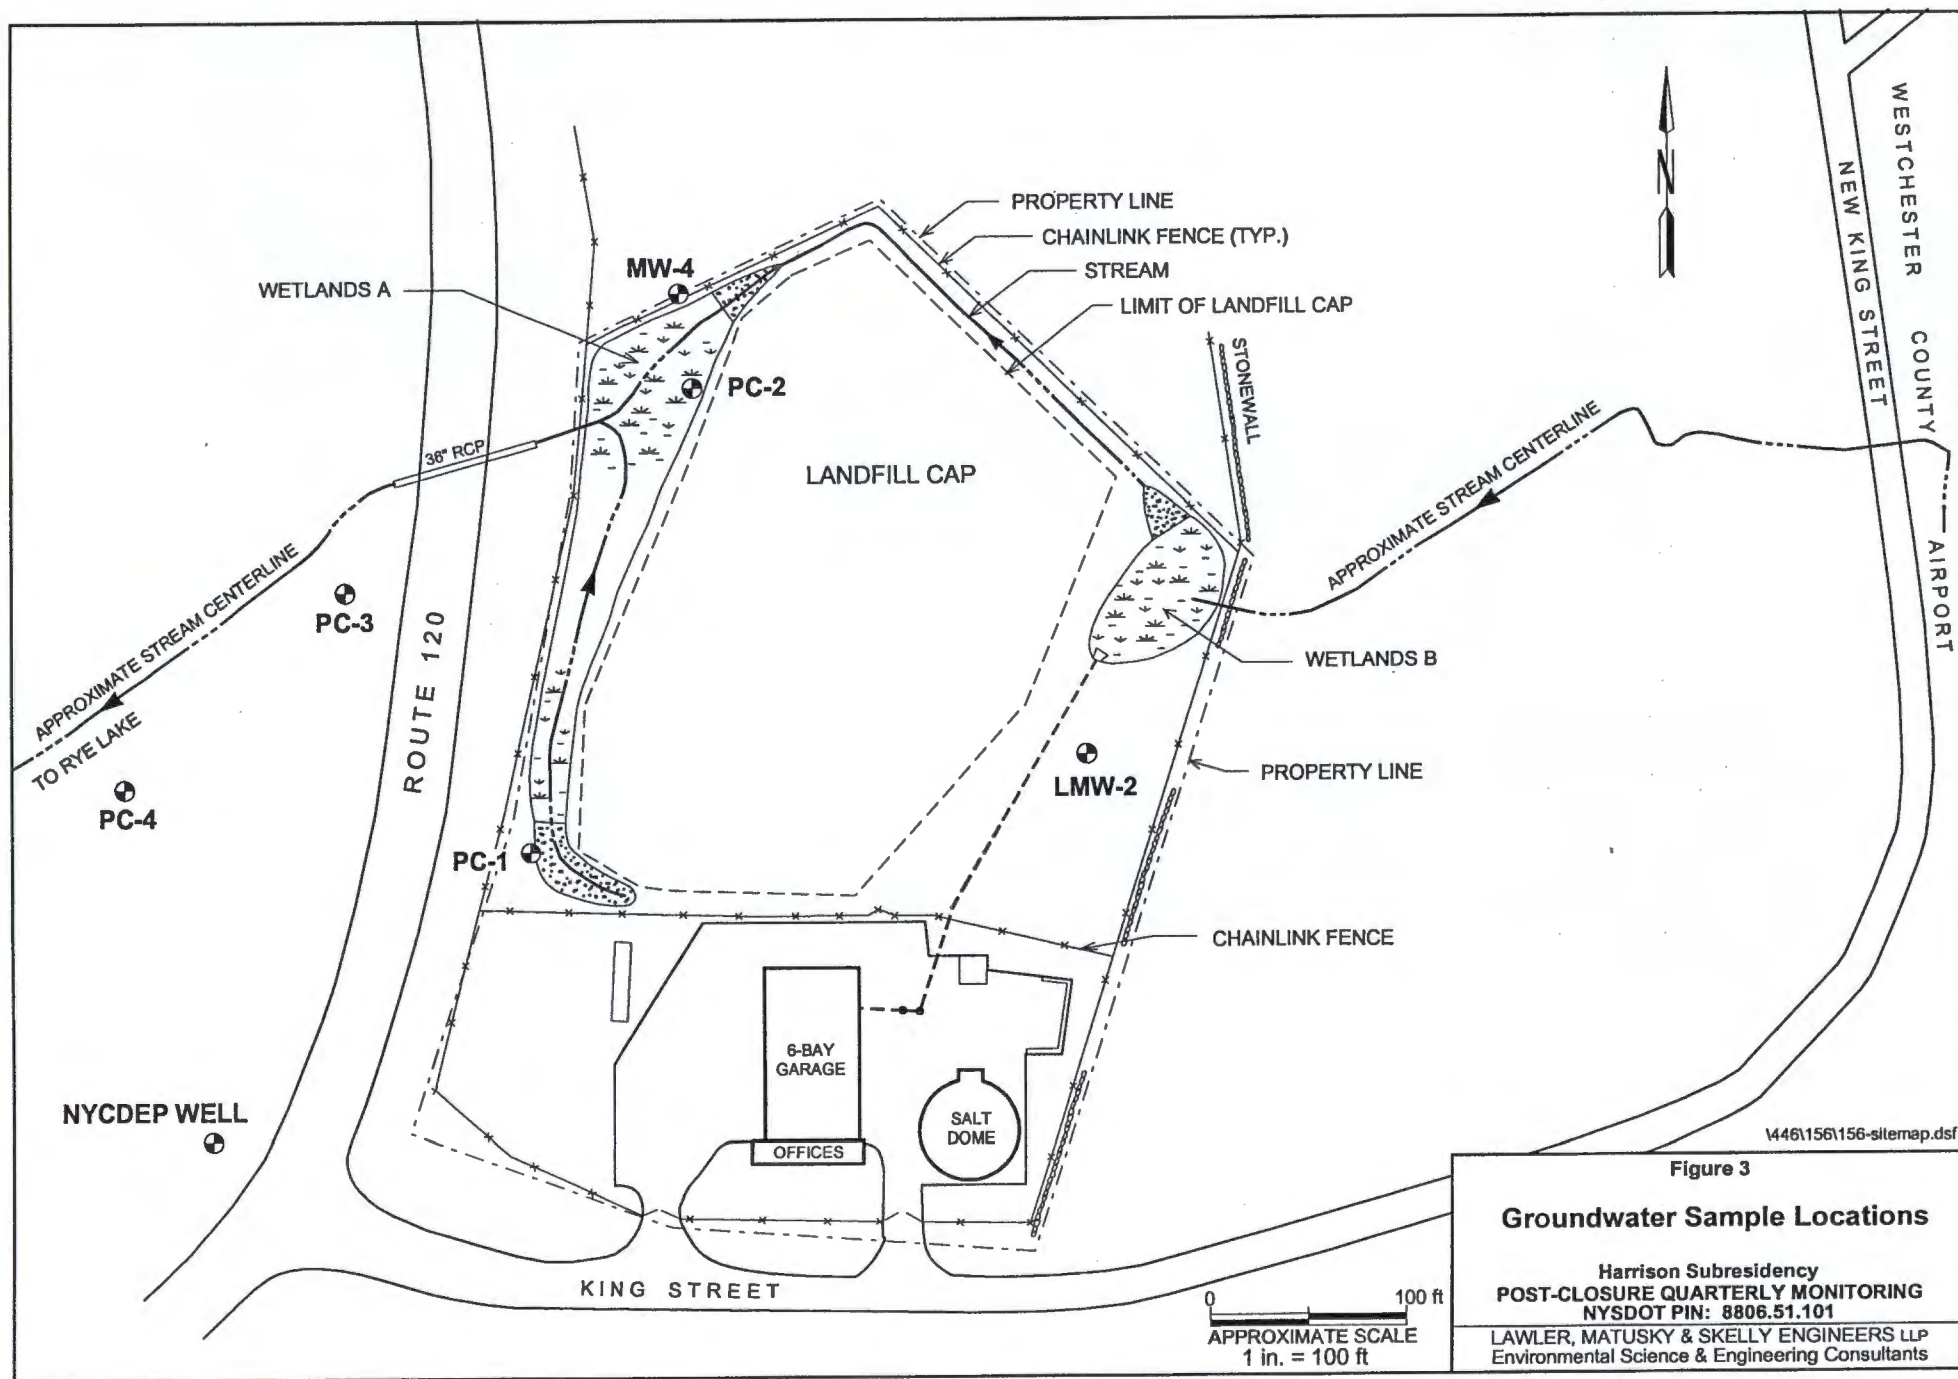 PROPERTY LINE
CHAINLINK FENCE (TYP.)
STREAM
LIMIT OF LANDFILL CAP
N
WESTCHESTER COUNTY AIRPORT
NEW KING STREET
MW-4
WETLANDS A
PC-2
STONEWALL
36" RCP
LANDFILL CAP
APPROXIMATE STREAM CENTERLINE
APPROXIMATE STREAM CENTERLINE
TO RYE LAKE
PC-3
ROUTE 120
WETLANDS B
PC-4
LMW-2
PROPERTY LINE
PC-1
CHAINLINK FENCE
6-BAY
GARAGE
OFFICES
SALT
DOME
NYCDEP WELL
KING STREET
0 100 ft
APPROXIMATE SCALE
1 in. = 100 ft
\446\156\156-sitemap.dsf
Figure 3
Groundwater Sample Locations
Harrison Subresidency
POST-CLOSURE QUARTERLY MONITORING
NYSDOT PIN: 8806.51.101
LAWLER, MATUSKY & SKELLY ENGINEERS LLP
Environmental Science & Engineering Consultants